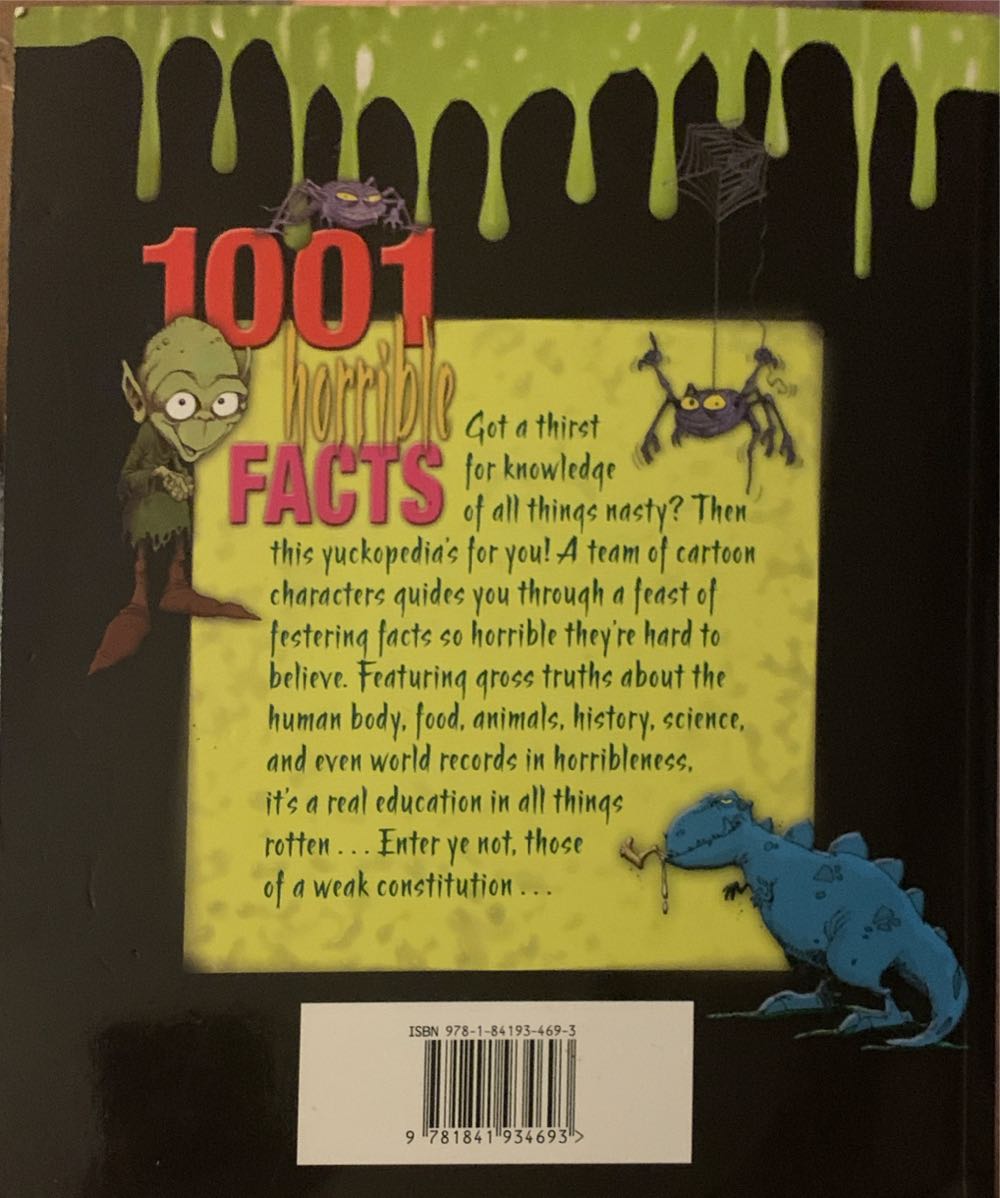 1001
horrible
FACTS
Got a thirst
for knowledge
of all things nasty? Then
this yuckopedia's for you! A team of cartoon
characters guides you through a feast of
festering facts so horrible they're hard to
believe. Featuring gross truths about the
human body, food, animals, history, science,
and even world records in horribleness,
it's a real education in all things
rotten . . . Enter ye not, those
of a weak constitution . . .
ISBN 978-1-84193-469-3
9 781841 934693 >